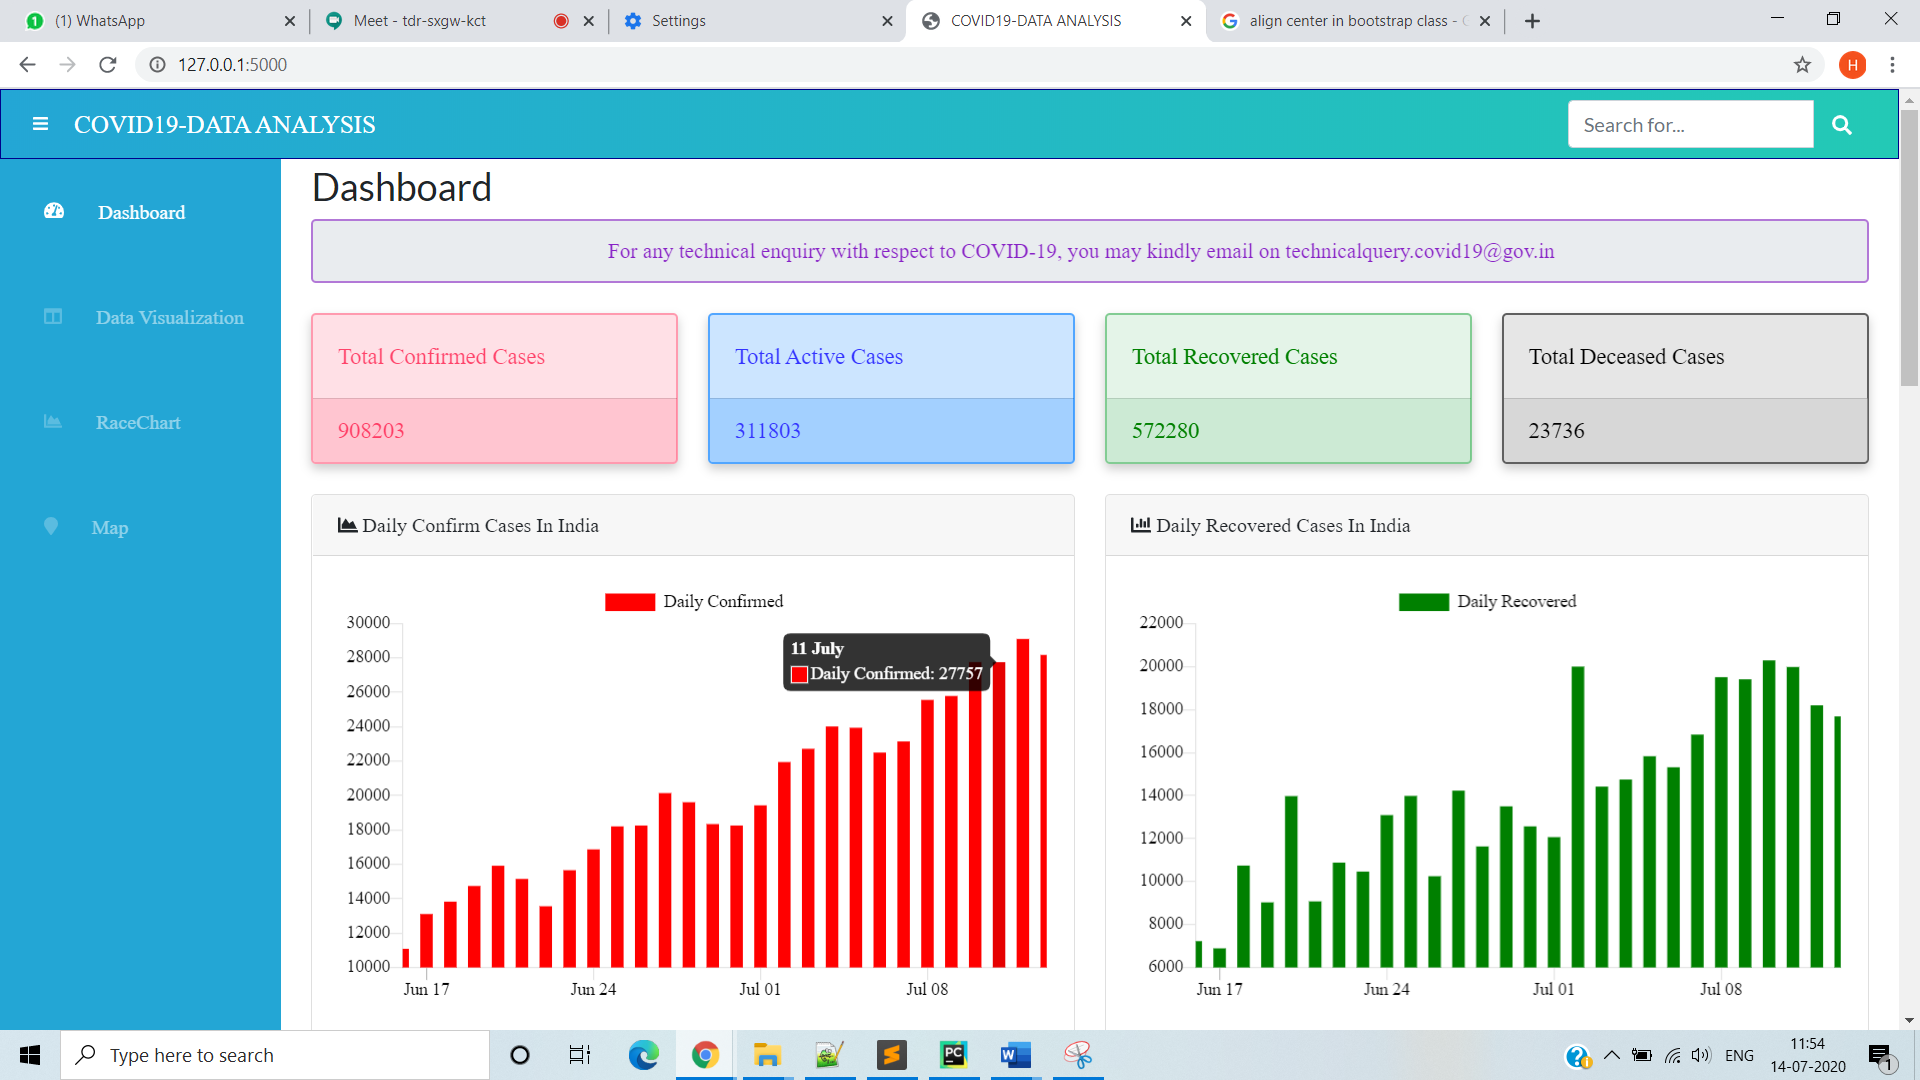 (1) WhatsApp
Meet - tdr-sxgw-kct
Settings
COVID19-DATA ANALYSIS
align center in bootstrap class -
127.0.0.1:5000
H
COVID19-DATA ANALYSIS
Search for...
Dashboard
Data Visualization
RaceChart
Map
Dashboard
For any technical enquiry with respect to COVID-19, you may kindly email on technicalquery.covid19@gov.in
Total Confirmed Cases
908203
Total Active Cases
311803
Total Recovered Cases
572280
Total Deceased Cases
23736
Daily Confirm Cases In India
Daily Confirmed
30000
28000
26000
24000
22000
20000
18000
16000
14000
12000
10000
11 July
Daily Confirmed: 27757
Jun 17 Jun 24 Jul 01 Jul 08
Daily Recovered Cases In India
Daily Recovered
22000
20000
18000
16000
14000
12000
10000
8000
6000
Jun 17 Jun 24 Jul 01 Jul 08
Type here to search
PC
W
ENG
11:54
14-07-2020
1